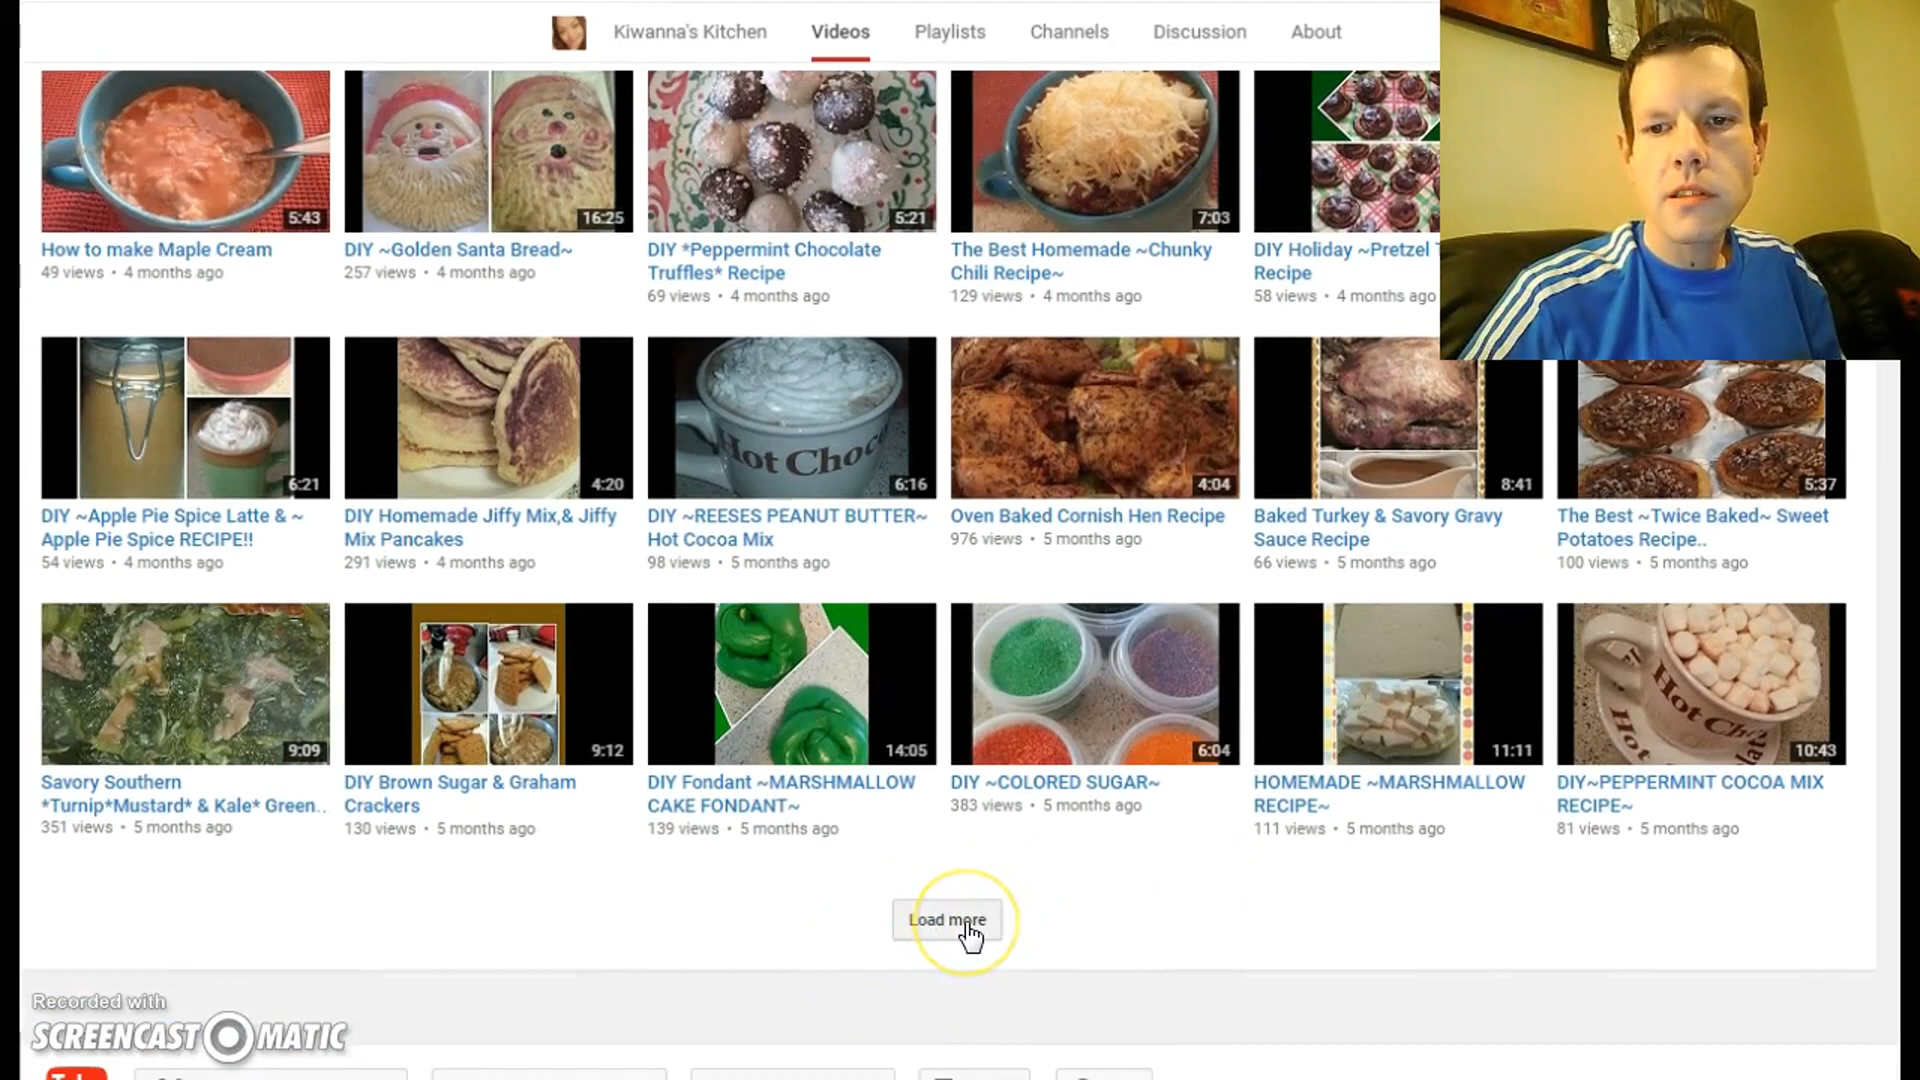 Kiwanna's Kitchen Videos Playlists Channels Discussion About
5:43
16:25
5:21
7:03
How to make Maple Cream
49 views • 4 months ago
DIY ~Golden Santa Bread~
257 views • 4 months ago
DIY *Peppermint Chocolate
Truffles* Recipe
69 views • 4 months ago
The Best Homemade ~Chunky
Chili Recipe~
129 views • 4 months ago
DIY Holiday ~Pretzel
Recipe
58 views • 4 months ago
Hot Choc
6:21
4:20
6:16
4:04
8:41
5:37
DIY ~Apple Pie Spice Latte & ~
Apple Pie Spice RECIPE!!
54 views • 4 months ago
DIY Homemade Jiffy Mix,& Jiffy
Mix Pancakes
291 views • 4 months ago
DIY ~REESES PEANUT BUTTER~
Hot Cocoa Mix
98 views • 5 months ago
Oven Baked Cornish Hen Recipe
976 views • 5 months ago
Baked Turkey & Savory Gravy
Sauce Recipe
66 views • 5 months ago
The Best ~Twice Baked~ Sweet
Potatoes Recipe..
100 views • 5 months ago
Hot Choc
Hot
9:09
9:12
14:05
6:04
11:11
10:43
Savory Southern
*Turnip*Mustard* & Kale* Green..
351 views • 5 months ago
DIY Brown Sugar & Graham
Crackers
130 views • 5 months ago
DIY Fondant ~MARSHMALLOW
CAKE FONDANT~
139 views • 5 months ago
DIY ~COLORED SUGAR~
383 views • 5 months ago
HOMEMADE ~MARSHMALLOW
RECIPE~
111 views • 5 months ago
DIY~PEPPERMINT COCOA MIX
RECIPE~
81 views • 5 months ago
Load more
Recorded with
SCREENCAST MATIC